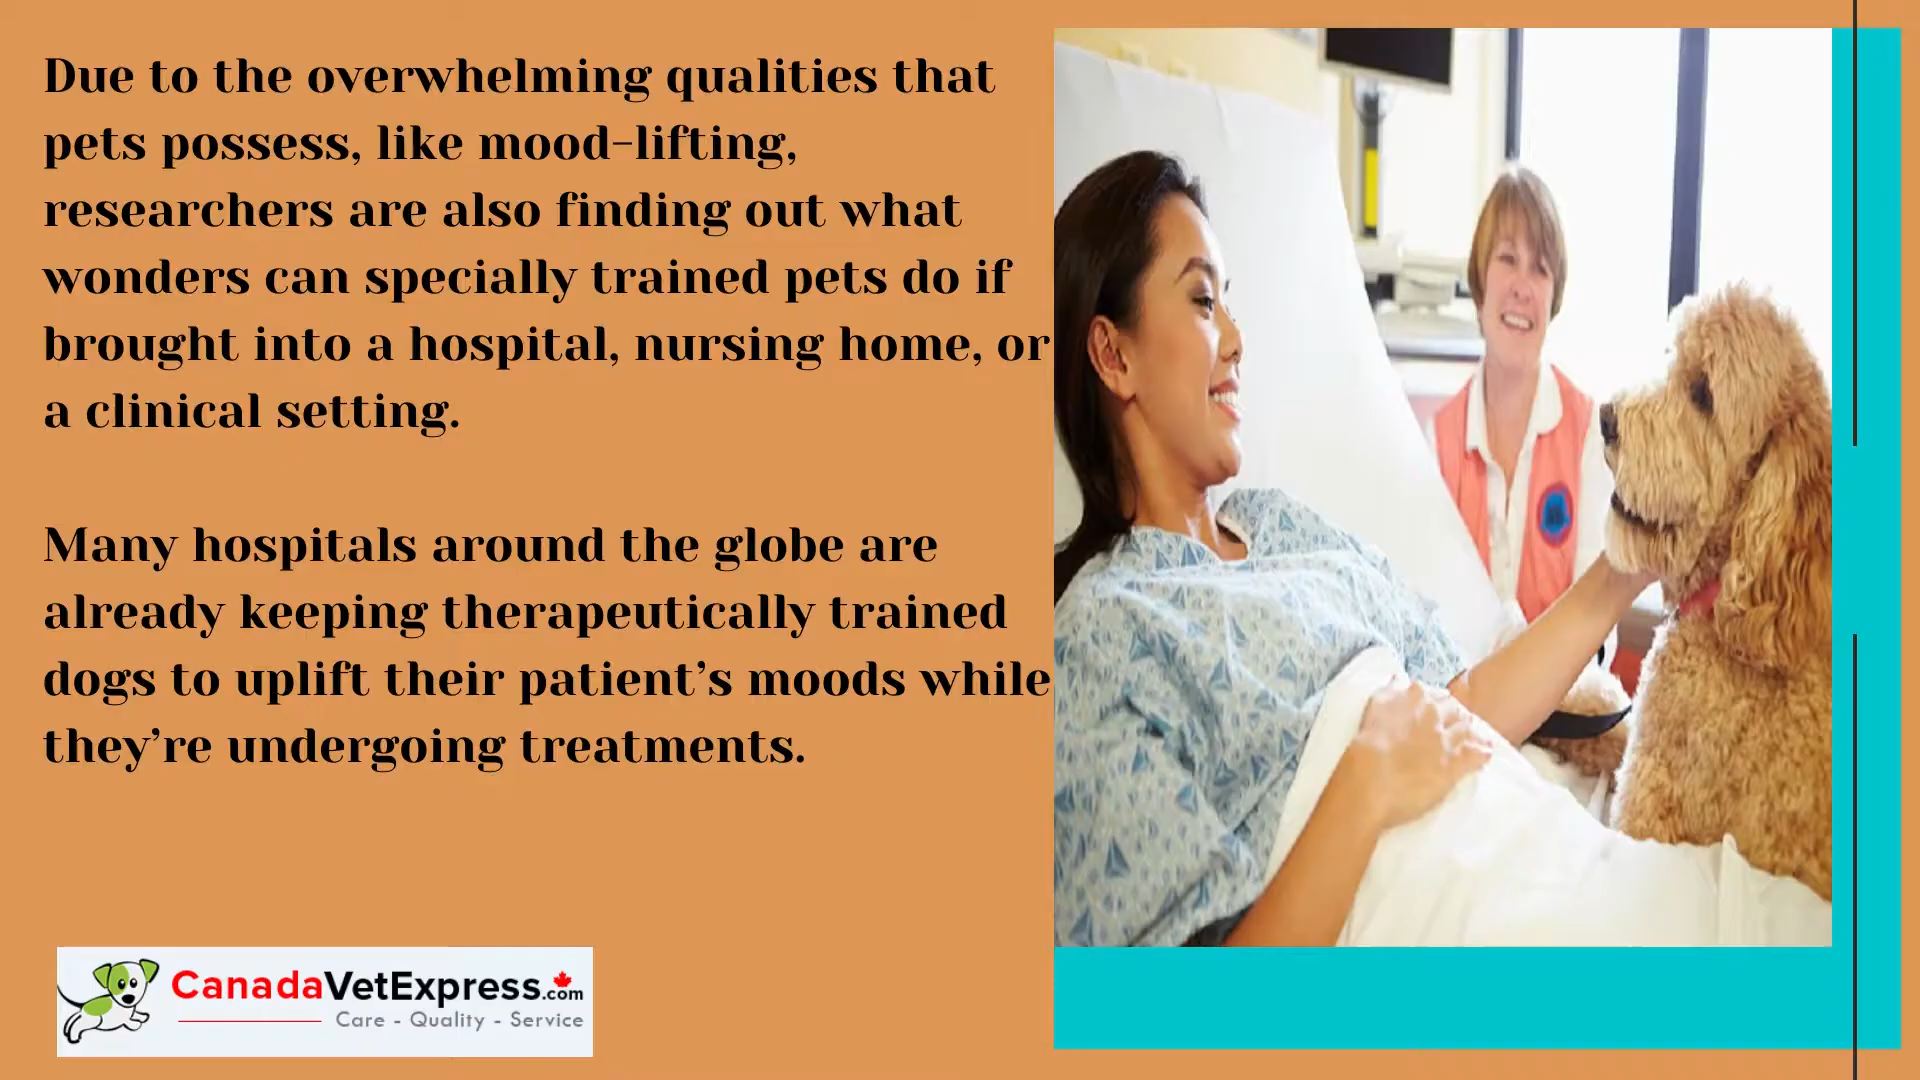 Due to the overwhelming qualities that
pets possess, like mood-lifting,
researchers are also finding out what
wonders can specially trained pets do if
brought into a hospital, nursing home, or
a clinical setting.
Many hospitals around the globe are
already keeping therapeutically trained
dogs to uplift their patient’s moods while
they’re undergoing treatments.
CanadaVetExpress.com
Care - Quality - Service